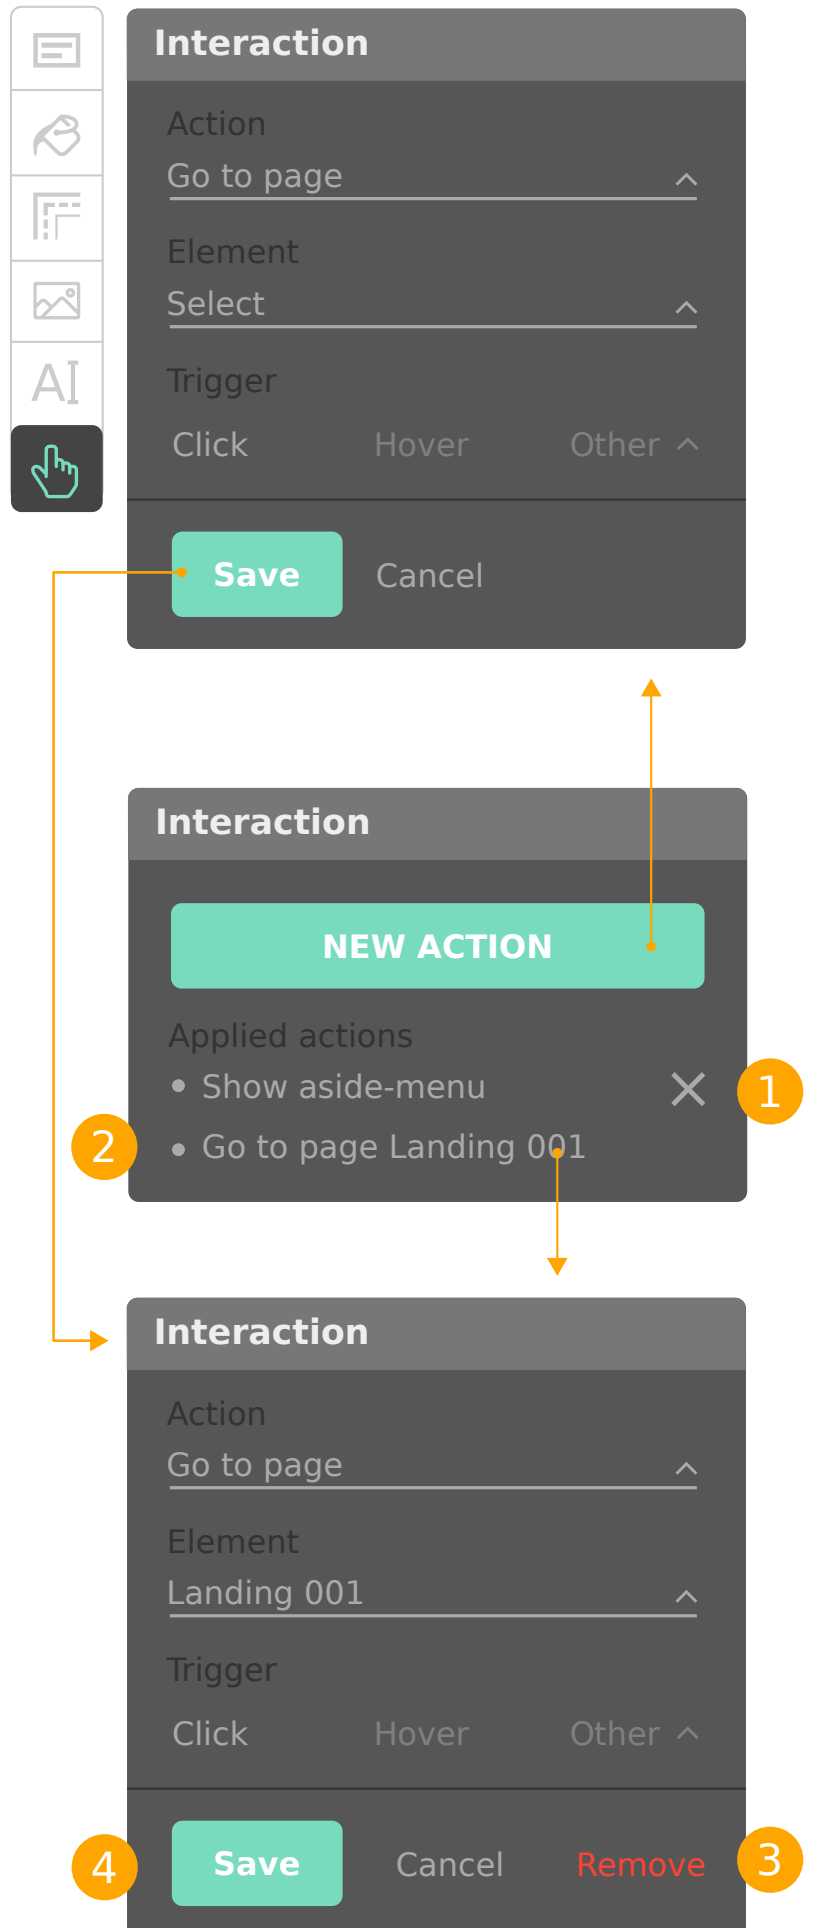 Interaction
Action
Go to page
Element
Select
Trigger
AI
Click Hover Other
Save Cancel
Interaction
NEW ACTION
Applied actions
Show aside-menu
1
2
Go to page Landing 001
Interaction
Action
Go to page
Element
Landing 001
Trigger
Click Hover Other
4 Save Cancel Remove 3